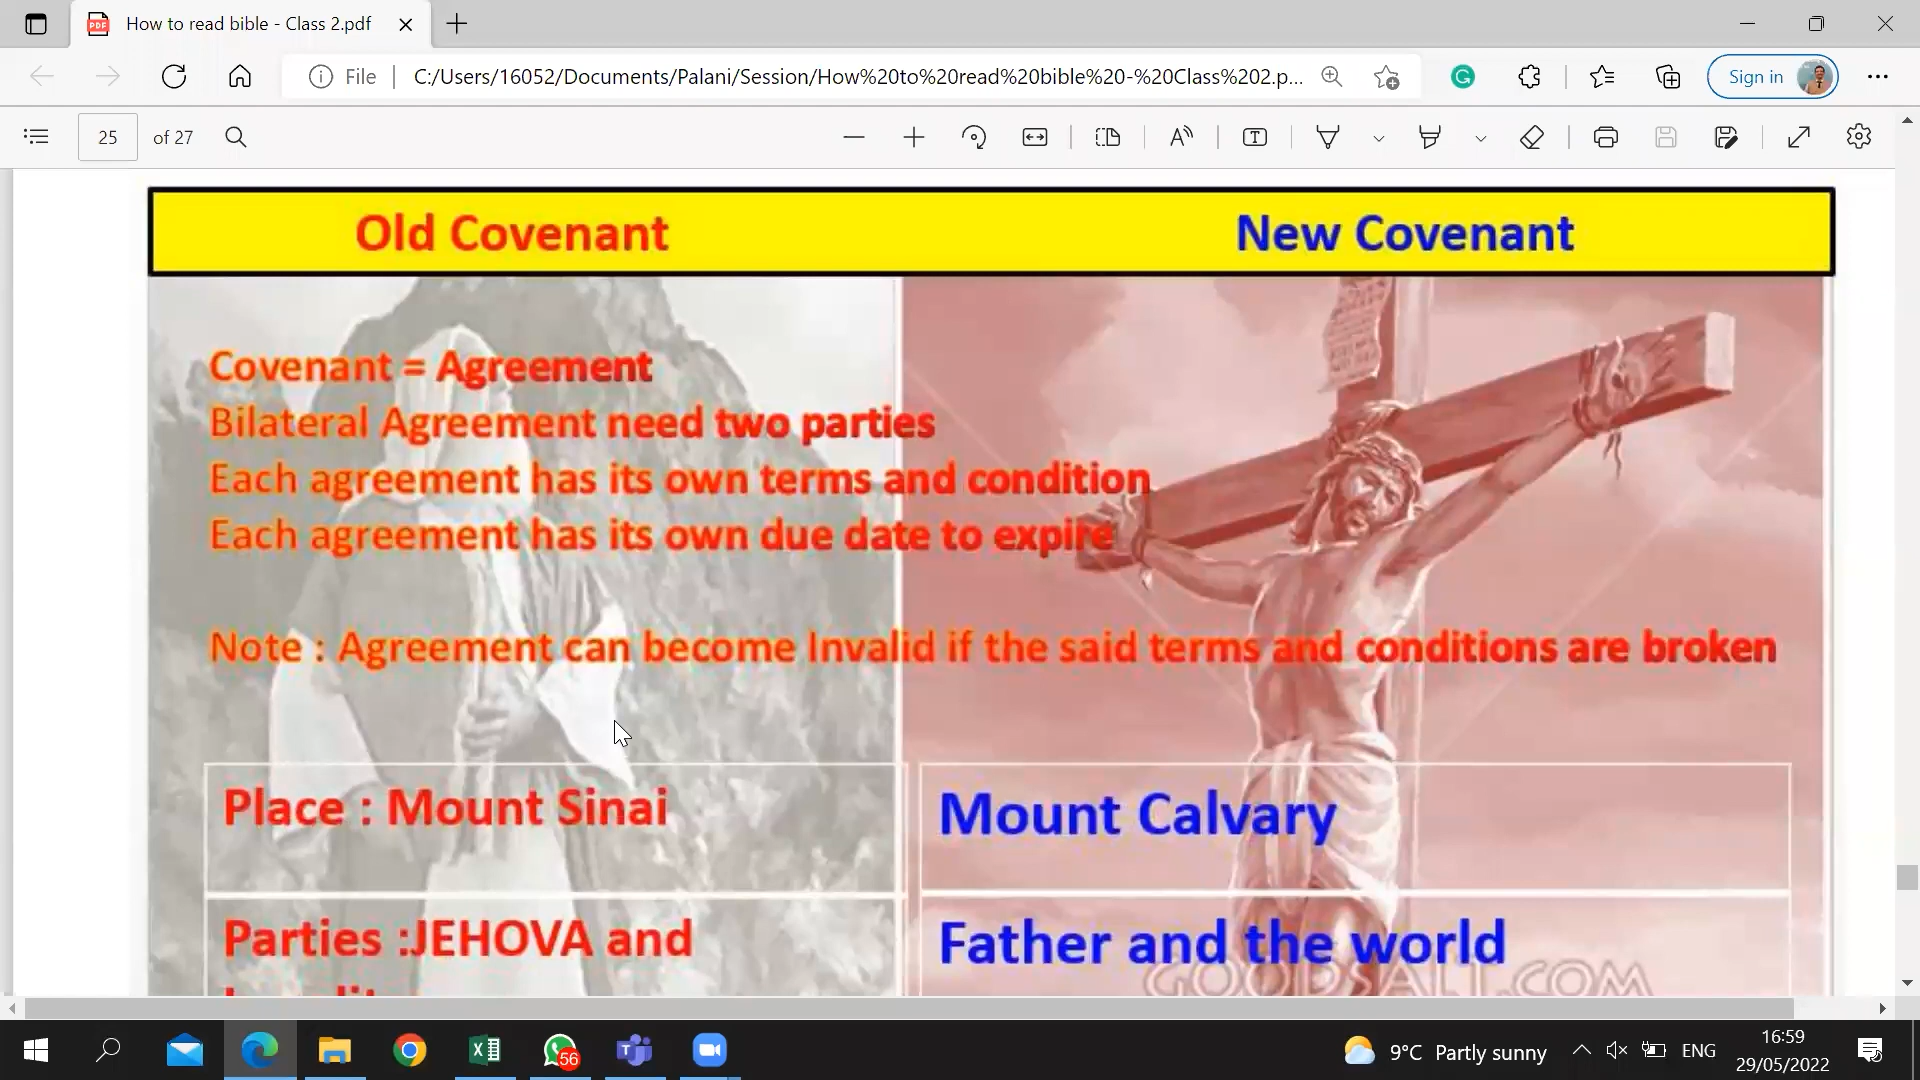 How to read bible - Class 2.pdf
File
C:/Users/16052/Documents/Palani/Session/How%20to%20read%20bible%20-%20Class%202.p...
Sign in
25 of 27
Old Covenant
New Covenant
Covenant = Agreement
Bilateral Agreement need two parties
Each agreement has its own terms and condition
Each agreement has its own due date to expire
Note : Agreement can become Invalid if the said terms and conditions are broken
Place : Mount Sinai
Mount Calvary
Parties :JEHOVA and
Father and the world
GOODSALT.COM
56
9°C Partly sunny
ENG
16:59
29/05/2022